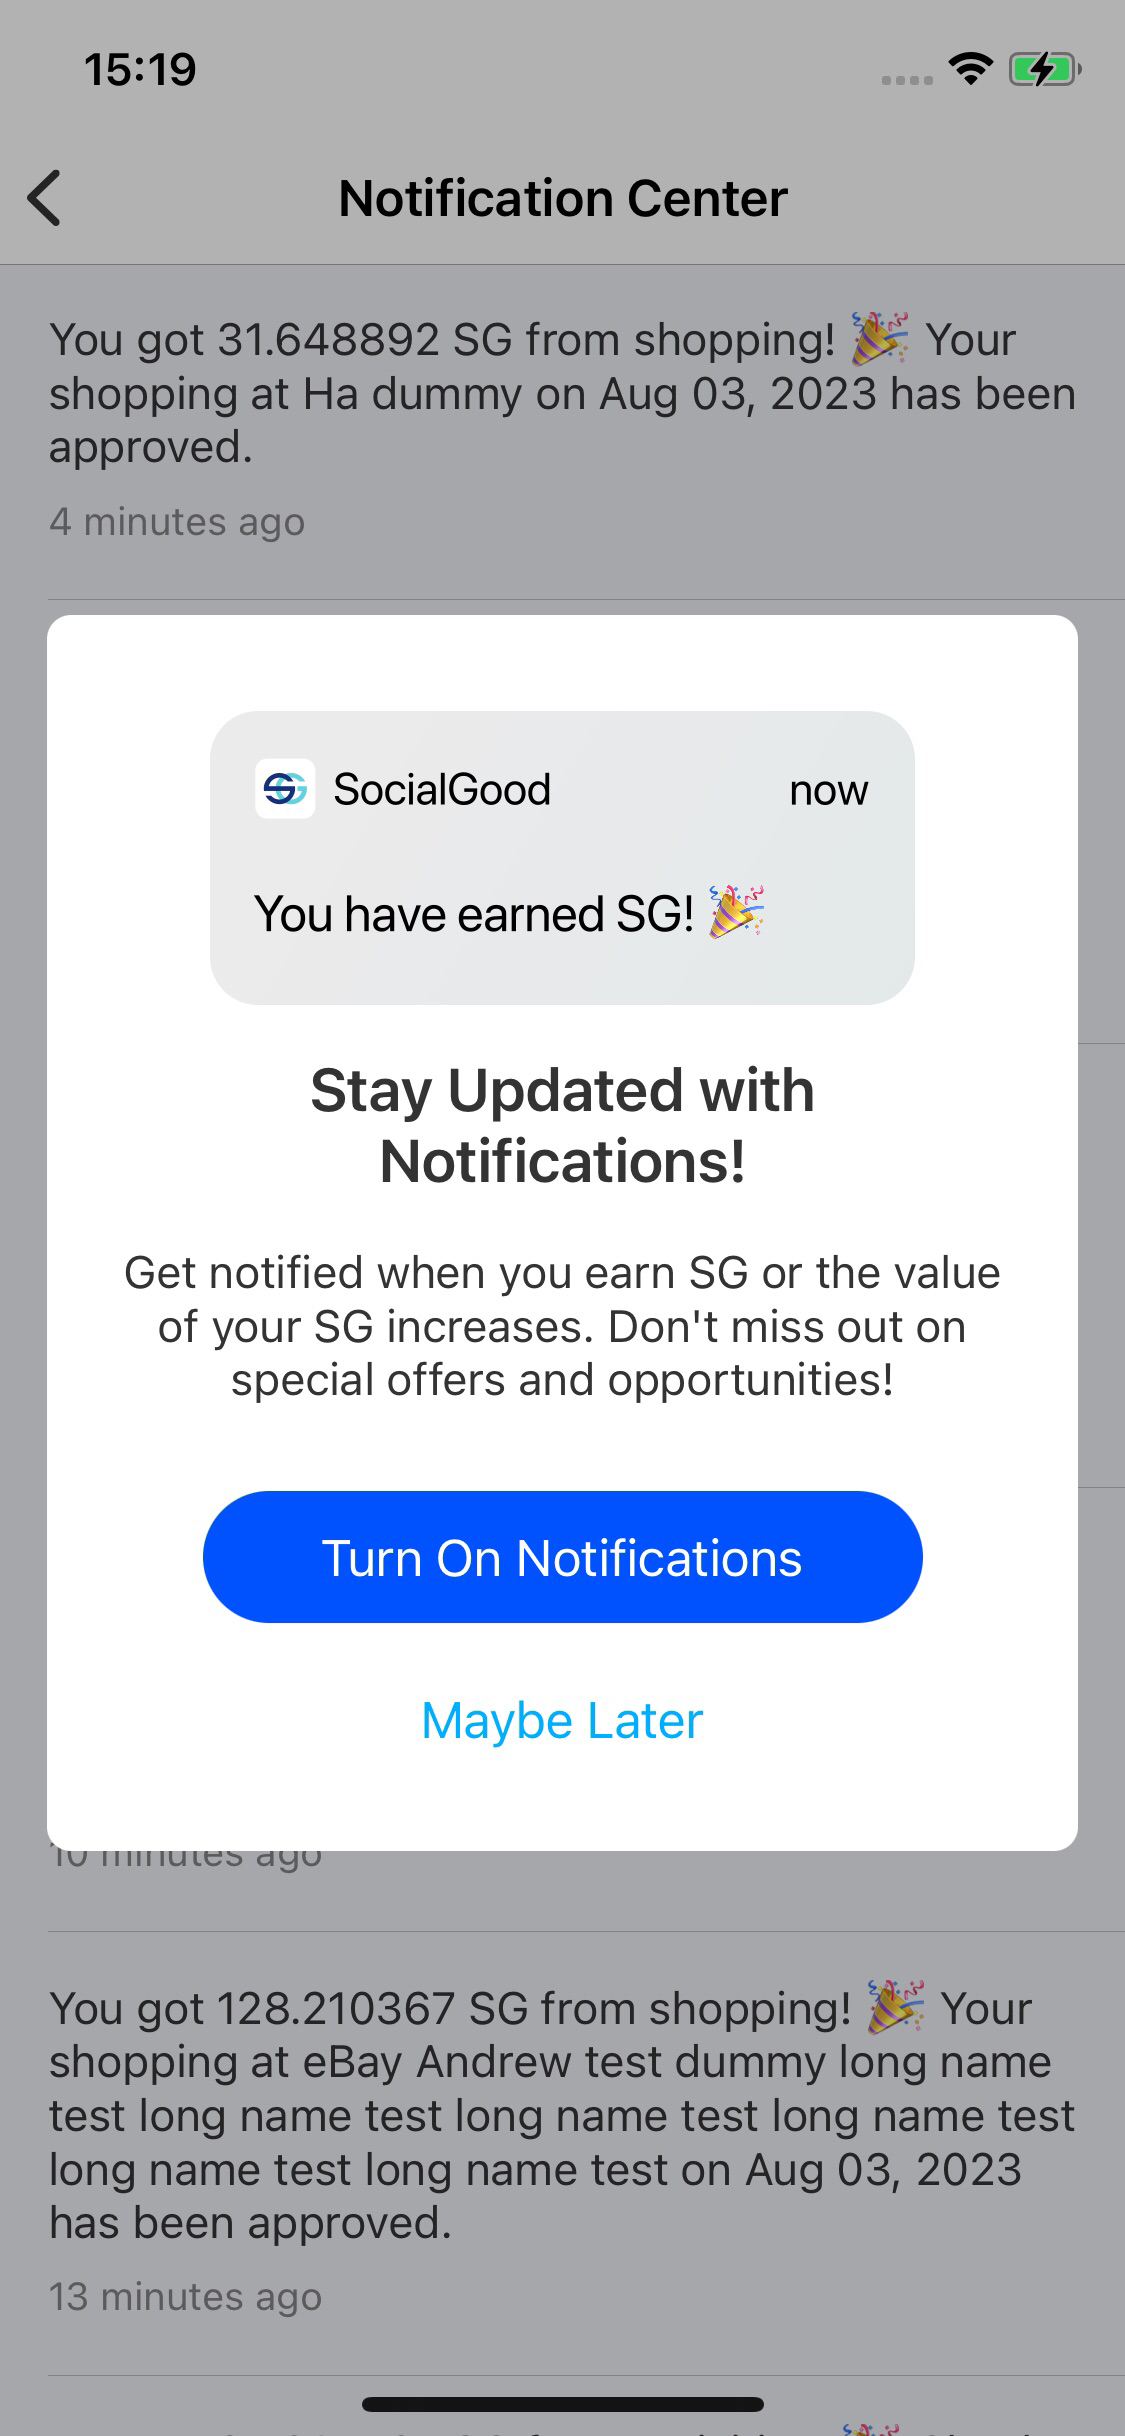 15:19
Notification Center
You got 31.648892 SG from shopping! 🎉 Your
shopping at Ha dummy on Aug 03, 2023 has been
approved.
4 minutes ago
SocialGood now
You have earned SG! 🎉
Stay Updated with
Notifications!
Get notified when you earn SG or the value
of your SG increases. Don't miss out on
special offers and opportunities!
Turn On Notifications
Maybe Later
10 minutes ago
You got 128.210367 SG from shopping! 🎉 Your
shopping at eBay Andrew test dummy long name
test long name test long name test long name test
long name test long name test on Aug 03, 2023
has been approved.
13 minutes ago